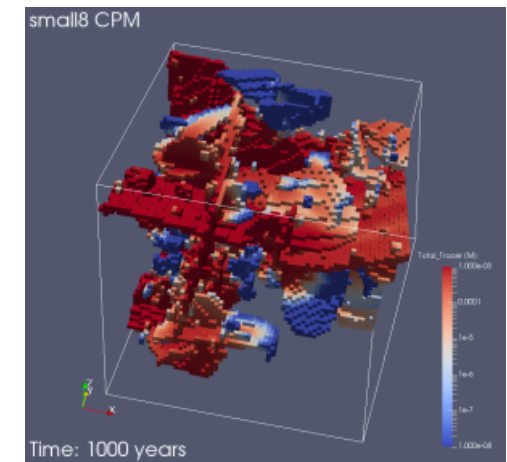 small8 CPM
Total_Tracer (M)
1.000e-03
0.0001
1e-5
1e-6
1e-7
1.000e-08
Z
Y
X
Time: 1000 years